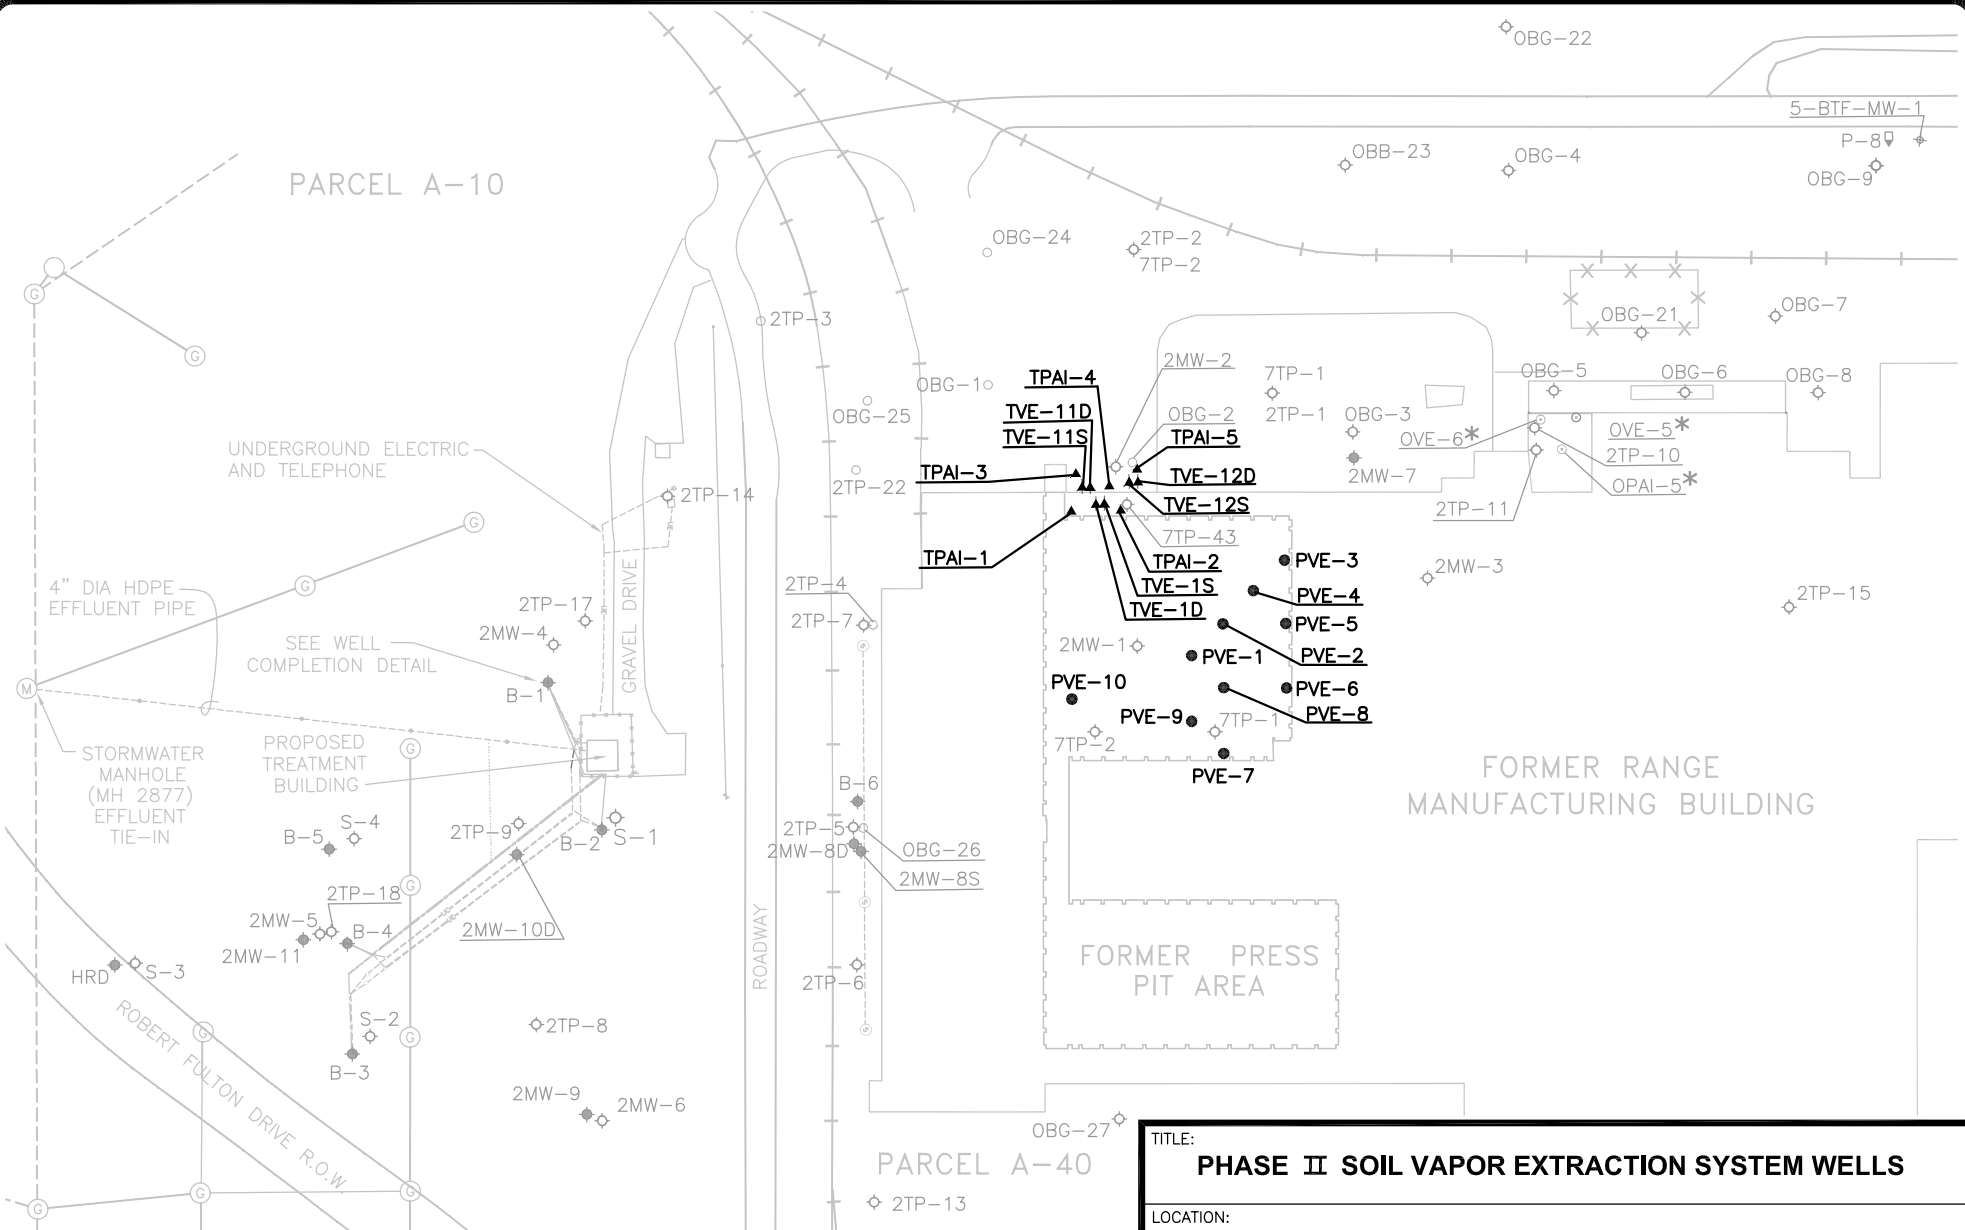 OBG-22
5-BTF-MW-1
P-8
OBB-23
OBG-4
OBG-9
PARCEL A-10
OBG-24
2TP-2
7TP-2
G
OBG-7
OBG-21
2TP-3
G
2MW-2
TPAI-4
7TP-1
OBG-5
OBG-6
OBG-8
OBG-1
OBG-25
TVE-11D
OBG-2
2TP-1
OBG-3
TVE-11S
TPAI-5
OVE-6*
OVE-5*
UNDERGROUND ELECTRIC
AND TELEPHONE
2TP-10
TPAI-3
TVE-12D
2MW-7
2TP-22
OPAI-5*
2TP-14
TVE-12S
2TP-11
G
7TP-43
TPAI-1
TPAI-2
PVE-3
2MW-3
4" DIA HDPE
EFFLUENT PIPE
G
GRAVEL DRIVE
2TP-4
TVE-1S
PVE-4
2TP-15
2TP-17
TVE-1D
2TP-7
PVE-5
2MW-4
SEE WELL
COMPLETION DETAIL
2MW-1
PVE-1
PVE-2
M
B-1
PVE-10
PVE-6
PVE-9
7TP-1
PVE-8
STORMWATER
MANHOLE
(MH 2877)
EFFLUENT
TIE-IN
PROPOSED
TREATMENT
BUILDING
G
7TP-2
PVE-7
FORMER RANGE
MANUFACTURING BUILDING
B-6
S-4
B-5
2TP-9
B-2
S-1
2TP-5
2MW-8D
OBG-26
2MW-8S
G
2TP-18
2MW-5
B-4
2MW-10D
2MW-11
ROADWAY
FORMER PRESS
PIT AREA
HRD
S-3
2TP-6
ROBERT FULTON DRIVE R.O.W.
G
S-2
G
2TP-8
B-3
2MW-9
2MW-6
OBG-27
PARCEL A-40
G
G
G
2TP-13
TITLE:
PHASE II SOIL VAPOR EXTRACTION SYSTEM WELLS
LOCATION: